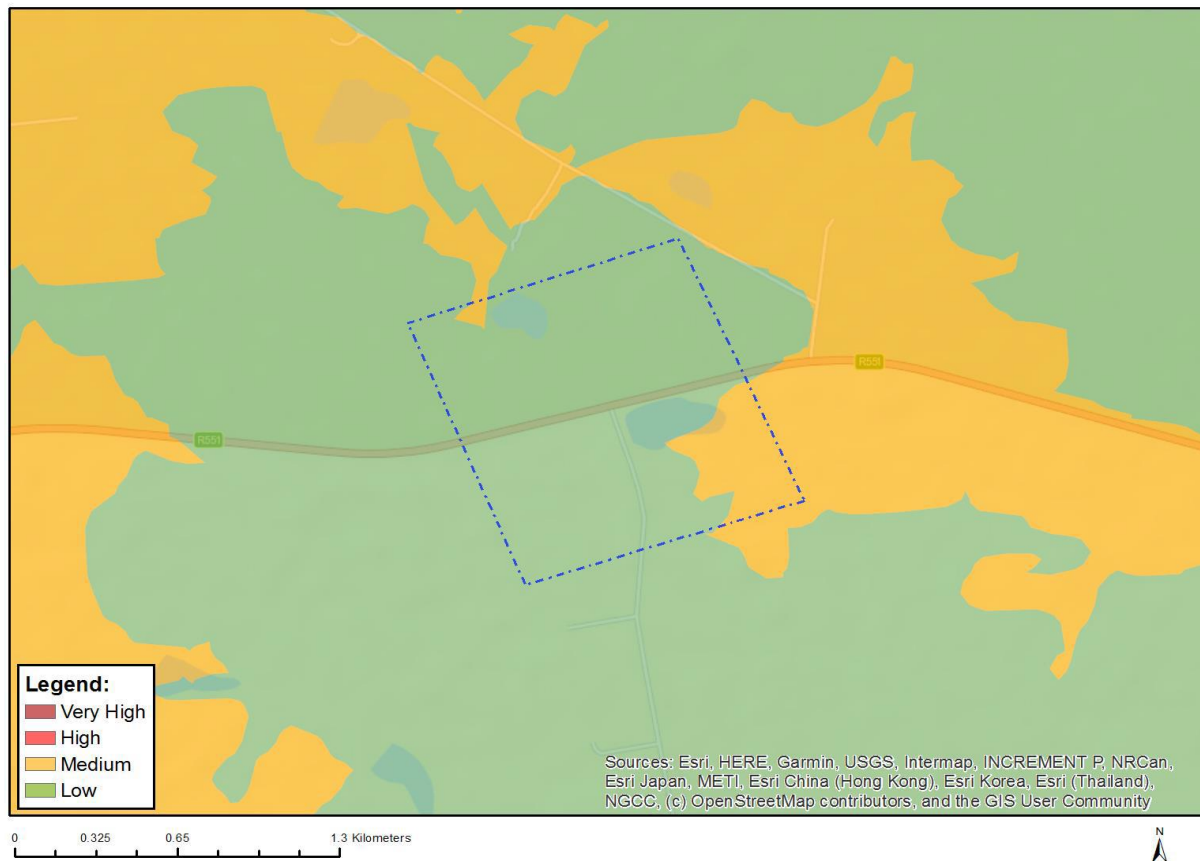 R551
R551
Legend:
Very High
High
Medium
Low
Sources: Esri, HERE, Garmin, USGS, Intermap, INCREMENT P, NRCan,
Esri Japan, METI, Esri China (Hong Kong), Esri Korea, Esri (Thailand),
NGCC, (c) OpenStreetMap contributors, and the GIS User Community
0 0.325 0.65 1.3 Kilometers
N